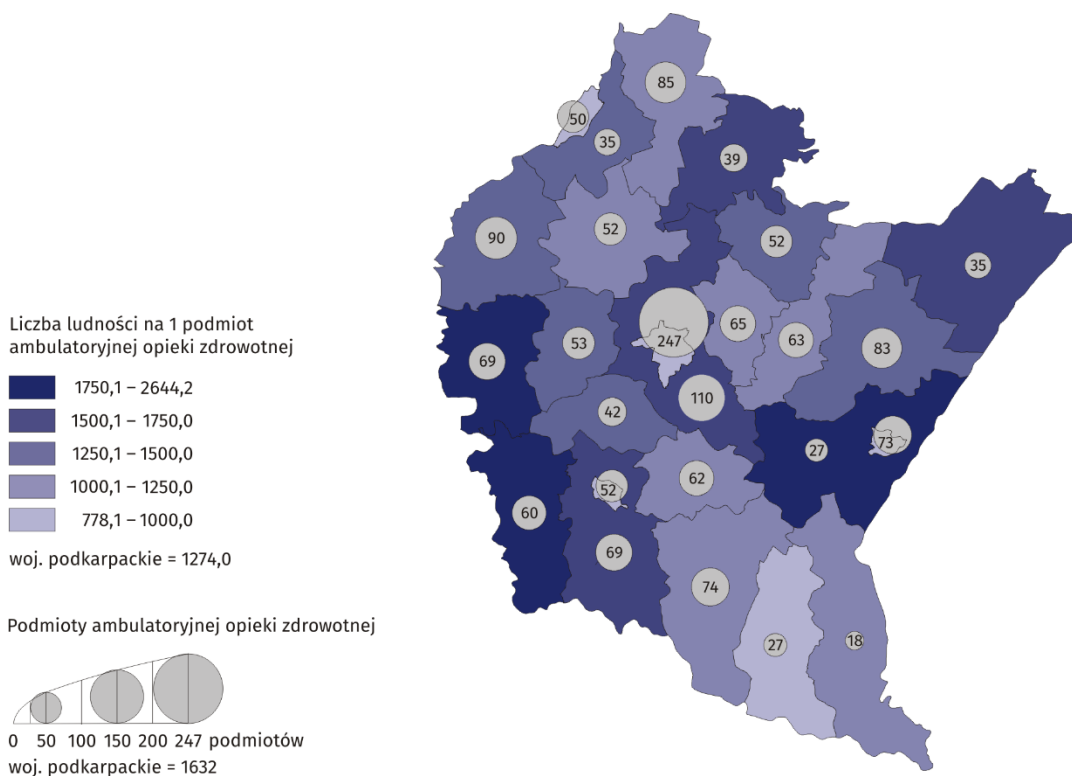 85
50
35
39
52
90
52
35
247
65
63
53
83
69
110
42
73
27
62
52
60
69
74
27
18
Liczba ludności na 1 podmiot
ambulatoryjnej opieki zdrowotnej
1750,1 – 2644,2
1500,1 – 1750,0
1250,1 – 1500,0
1000,1 – 1250,0
778,1 – 1000,0
woj. podkarpackie = 1274,0
Podmioty ambulatoryjnej opieki zdrowotnej
0 50 100 150 200 247 podmiotów
woj. podkarpackie = 1632